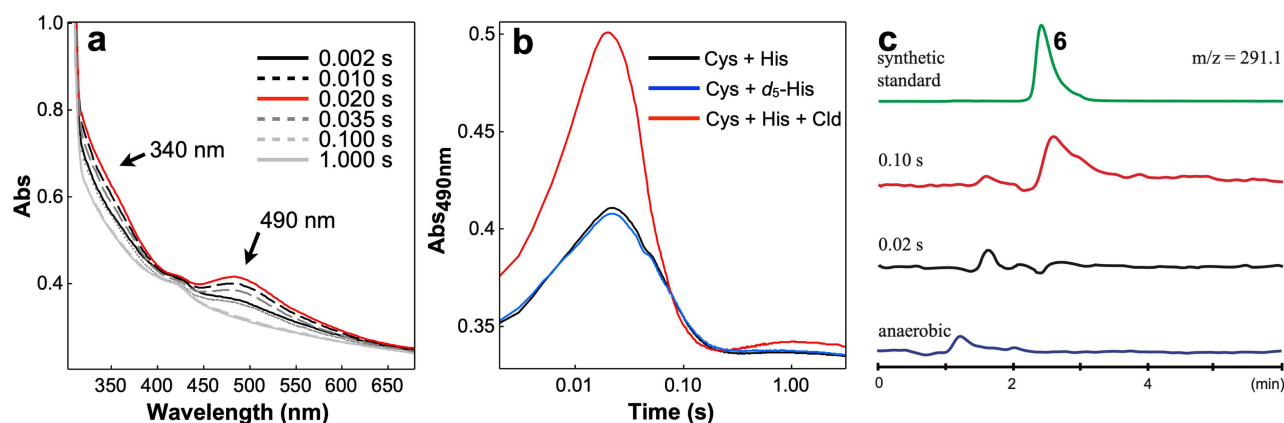 a
0.002 s
0.010 s
0.020 s
0.035 s
0.100 s
1.000 s
340 nm
490 nm
1.0
0.8
0.6
0.4
Abs
350 400 450 500 550 600 650
Wavelength (nm)
b
Cys + His
Cys + d₅-His
Cys + His + Cld
0.5
0.45
0.4
0.35
Abs₄₉₀nm
0.01 0.10 1.00
Time (s)
c
synthetic
standard
6
m/z = 291.1
0.10 s
0.02 s
anaerobic
0 2 4 (min)